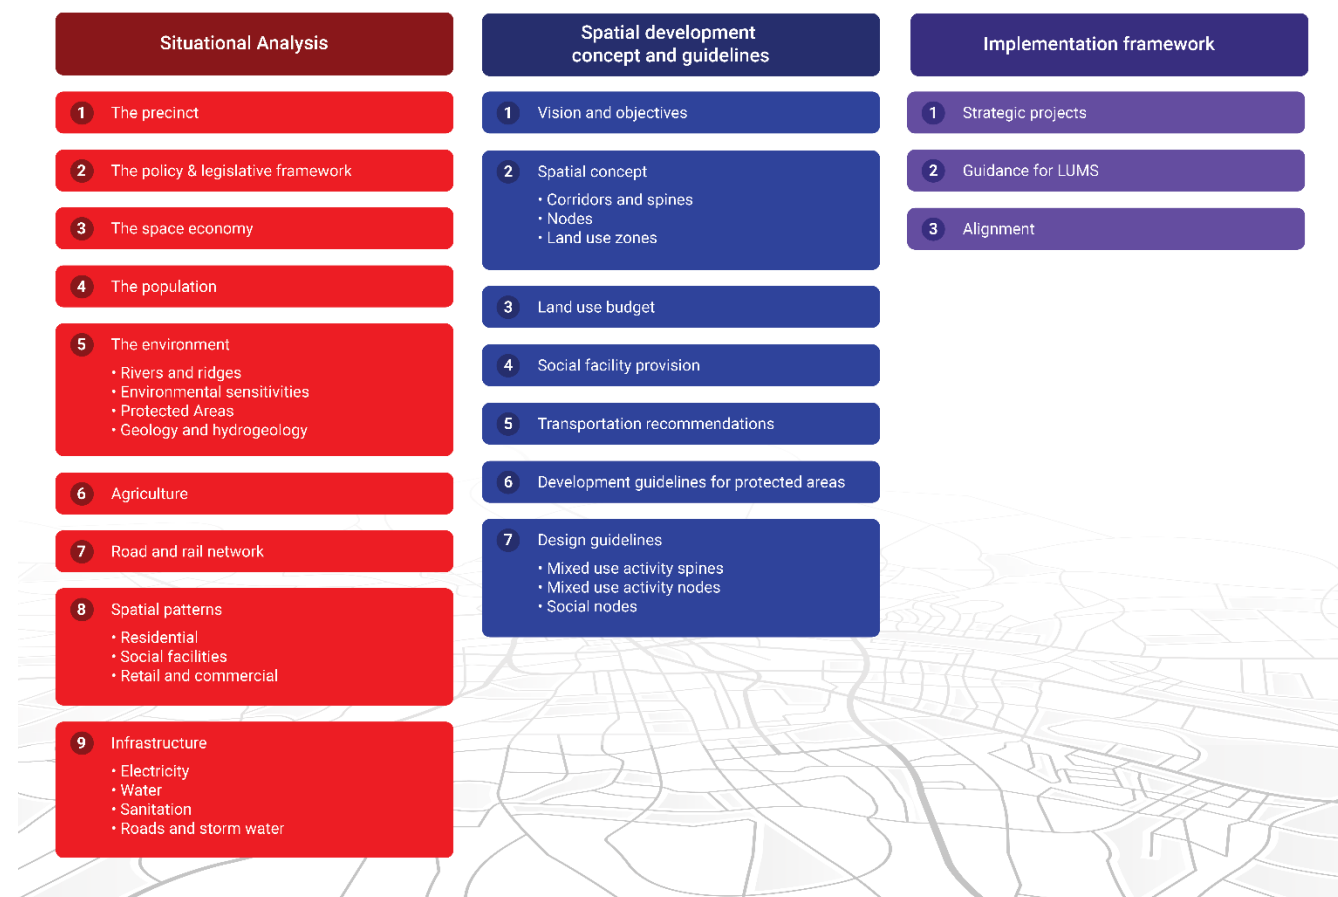 Situational Analysis
1 The precinct
2 The policy & legislative framework
3 The space economy
4 The population
5 The environment
• Rivers and ridges
• Environmental sensitivities
• Protected Areas
• Geology and hydrogeology
6 Agriculture
7 Road and rail network
8 Spatial patterns
• Residential
• Social facilities
• Retail and commercial
9 Infrastructure
• Electricity
• Water
• Sanitation
• Roads and storm water
Spatial development
concept and guidelines
1 Vision and objectives
2 Spatial concept
• Corridors and spines
• Nodes
• Land use zones
3 Land use budget
4 Social facility provision
5 Transportation recommendations
6 Development guidelines for protected areas
7 Design guidelines
• Mixed use activity spines
• Mixed use activity nodes
• Social nodes
Implementation framework
1 Strategic projects
2 Guidance for LUMS
3 Alignment